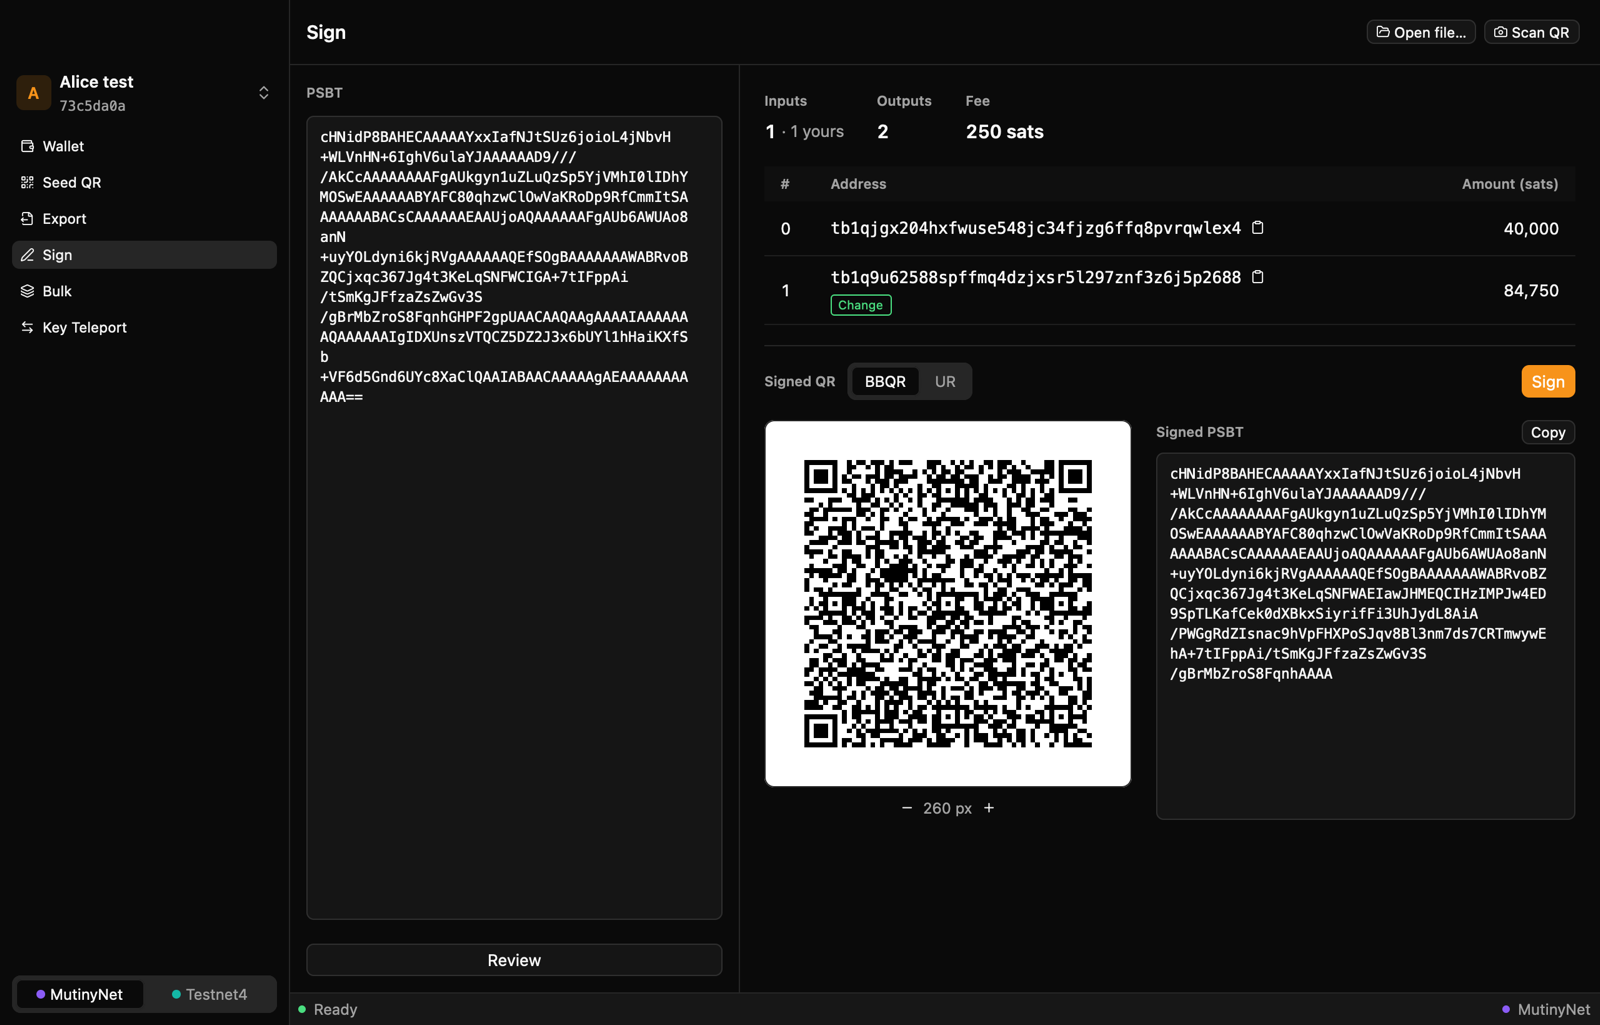 Sign
Open file...
Scan QR
A
Alice test
73c5da0a
Wallet
Seed QR
Export
Sign
Bulk
Key Teleport
MutinyNet
Testnet4
PSBT
cHNidP8BAHECAAAAAYxxIafNJtSUz6joioL4jNbvH
+WLVnHN+6IghV6ulaYJAAAAAAD9///
/AkCcAAAAAAAAFgAUkgyn1uZLuQzSp5YjVMhI0lIDhY
MOSwEAAAAAABYAFC80qhzwClOwVaKRoDp9RfCmmItSA
AAAAAABACsCAAAAAAEAAUjoAQAAAAAAFgAUb6AWUAo8
anN
+uyYOLdyni6kjRVgAAAAAAQEfSOgBAAAAAAAWABRvoB
ZQCjxqc367Jg4t3KeLqSNFWCIGA+7tIFppAi
/tSmKgJFfzaZsZwGv3S
/gBrMbZroS8FqnhGHPF2gpUAACAAQAAgAAAAIAAAAAA
AQAAAAAAIgIDXUnszVTQCZ5DZ2J3x6bUYl1hHaiKXfS
b
+VF6d5Gnd6UYc8XaClQAAIABAACAAAAAgAEAAAAAAAA
AAA==
Review
Inputs
Outputs
Fee
1 · 1 yours
2
250 sats
#
Address
Amount (sats)
0
tb1qjgx204hxfwuse548jc34fjzg6ffq8pvrqwlex4
40,000
1
tb1q9u62588spffmq4dzjxsr5l297znf3z6j5p2688
Change
84,750
Signed QR
BBQR
UR
Sign
260 px
Signed PSBT
Copy
cHNidP8BAHECAAAAAYxxIafNJtSUz6joioL4jNbvH
+WLVnHN+6IghV6ulaYJAAAAAAD9///
/AkCcAAAAAAAAFgAUkgyn1uZLuQzSp5YjVMhI0lIDhYM
OSwEAAAAAABYAFC80qhzwClOwVaKRoDp9RfCmmItSAAA
AAAABACsCAAAAAAEAAUjoAQAAAAAAFgAUb6AWUAo8anN
+uyYOLdyni6kjRVgAAAAAAQEfSOgBAAAAAAAWABRvoBZ
QCjxqc367Jg4t3KeLqSNFWAEIawJHMEQCIHzIMPJw4ED
9SpTLKafCek0dXBkxSiyrifFi3UhJydL8AiA
/PWGgRdZIsnac9hVpFHXPoSJqv8Bl3nm7ds7CRTmwywE
hA+7tIFppAi/tSmKgJFfzaZsZwGv3S
/gBrMbZroS8FqnhAAAA
Ready
MutinyNet